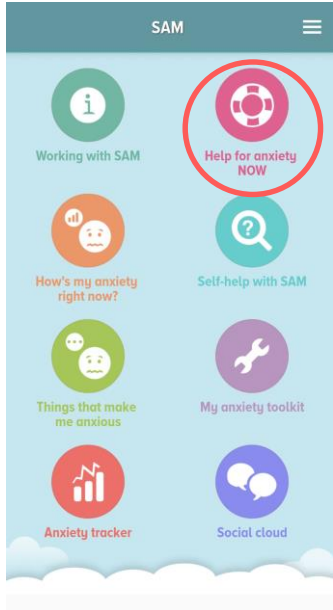 SAM
Working with SAM
Help for anxiety
NOW
How's my anxiety
right now?
Self-help with SAM
Things that make
me anxious
My anxiety toolkit
Anxiety tracker
Social cloud